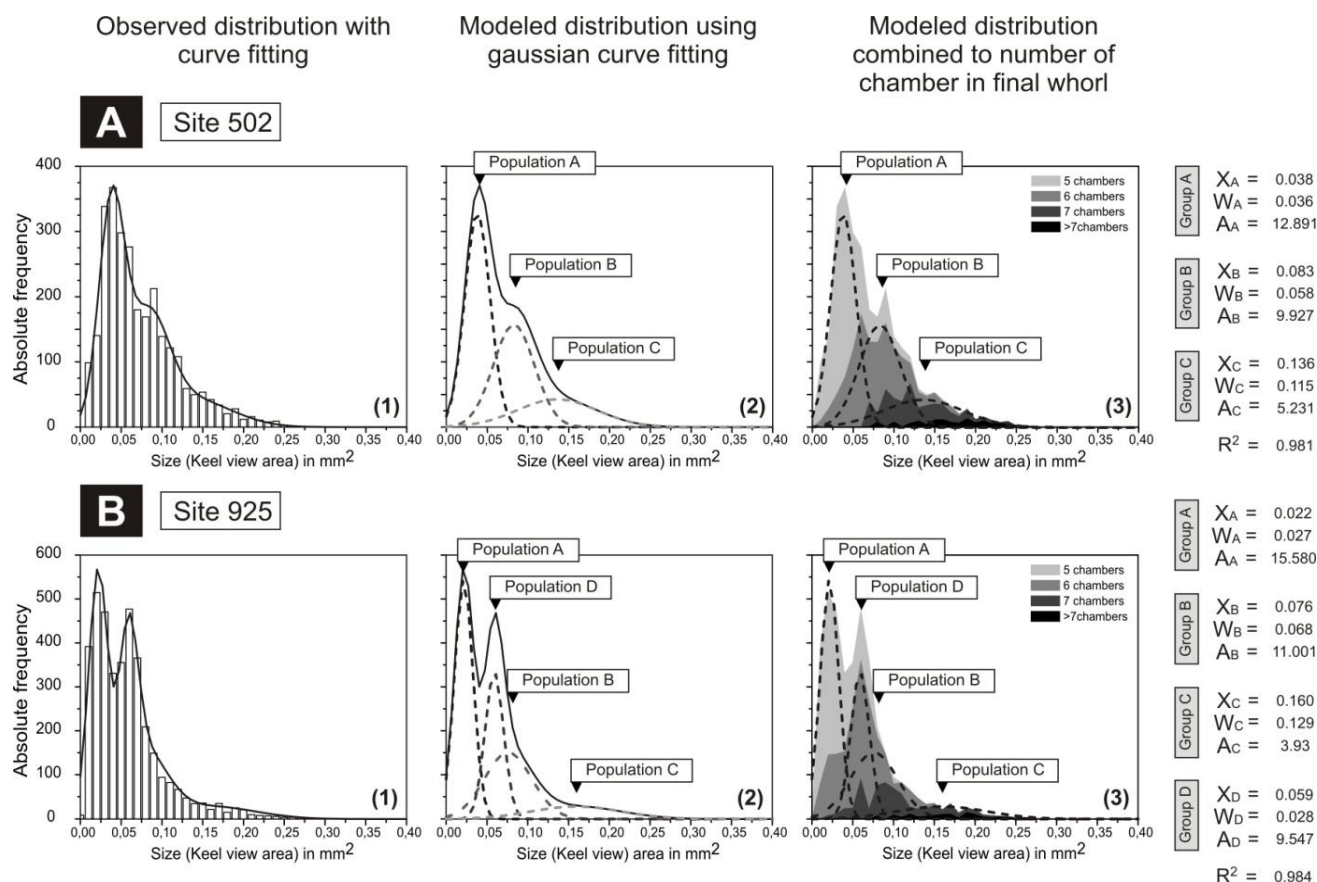 Observed distribution with
curve fitting
Modeled distribution using
gaussian curve fitting
Modeled distribution
combined to number of
chamber in final whorl
A
Site 502
Absolute frequency
400
300
200
100
0
0,00 0,05 0,10 0,15 0,20 0,25 0,30 0,35 0,40
Size (Keel view area) in mm²
(1)
Population A
Population B
Population C
(2)
0,00 0,05 0,10 0,15 0,20 0,25 0,30 0,35 0,40
Size (Keel view area) in mm²
Population A
Population B
Population C
5 chambers
6 chambers
7 chambers
>7chambers
(3)
0,00 0,05 0,10 0,15 0,20 0,25 0,30 0,35 0,40
Size (Keel view area) in mm²
Group A
XA = 0.038
WA = 0.036
AA = 12.891
Group B
XB = 0.083
WB = 0.058
AB = 9.927
Group C
XC = 0.136
WC = 0.115
AC = 5.231
R² = 0.981
B
Site 925
Absolute frequency
600
500
400
300
200
100
0
0,00 0,05 0,10 0,15 0,20 0,25 0,30 0,35 0,40
Size (Keel view area) in mm²
(1)
Population A
Population D
Population B
Population C
(2)
0,00 0,05 0,10 0,15 0,20 0,25 0,30 0,35 0,40
Size (Keel view area) in mm²
Population A
Population D
Population B
Population C
5 chambers
6 chambers
7 chambers
>7chambers
(3)
0,00 0,05 0,10 0,15 0,20 0,25 0,30 0,35 0,40
Size (Keel view area) in mm²
Group A
XA = 0.022
WA = 0.027
AA = 15.580
Group B
XB = 0.076
WB = 0.068
AB = 11.001
Group C
XC = 0.160
WC = 0.129
AC = 3.93
Group D
XD = 0.059
WD = 0.028
AD = 9.547
R² = 0.984